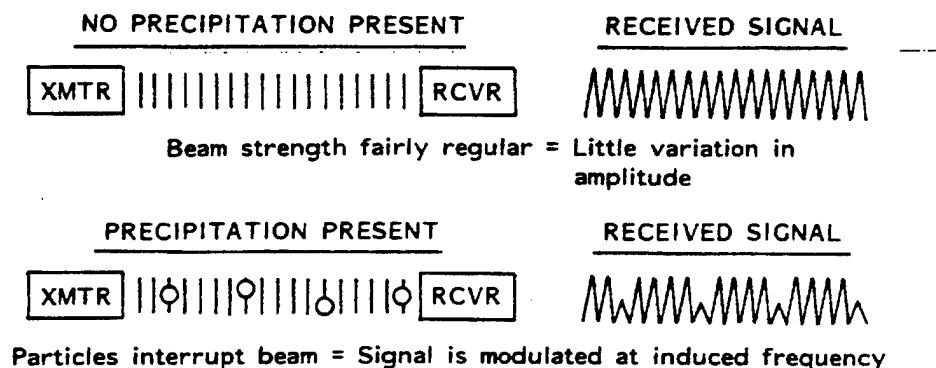 NO PRECIPITATION PRESENT RECEIVED SIGNAL
XMTR RCVR
Beam strength fairly regular = Little variation in
amplitude
PRECIPITATION PRESENT RECEIVED SIGNAL
XMTR RCVR
Particles interrupt beam = Signal is modulated at induced frequency